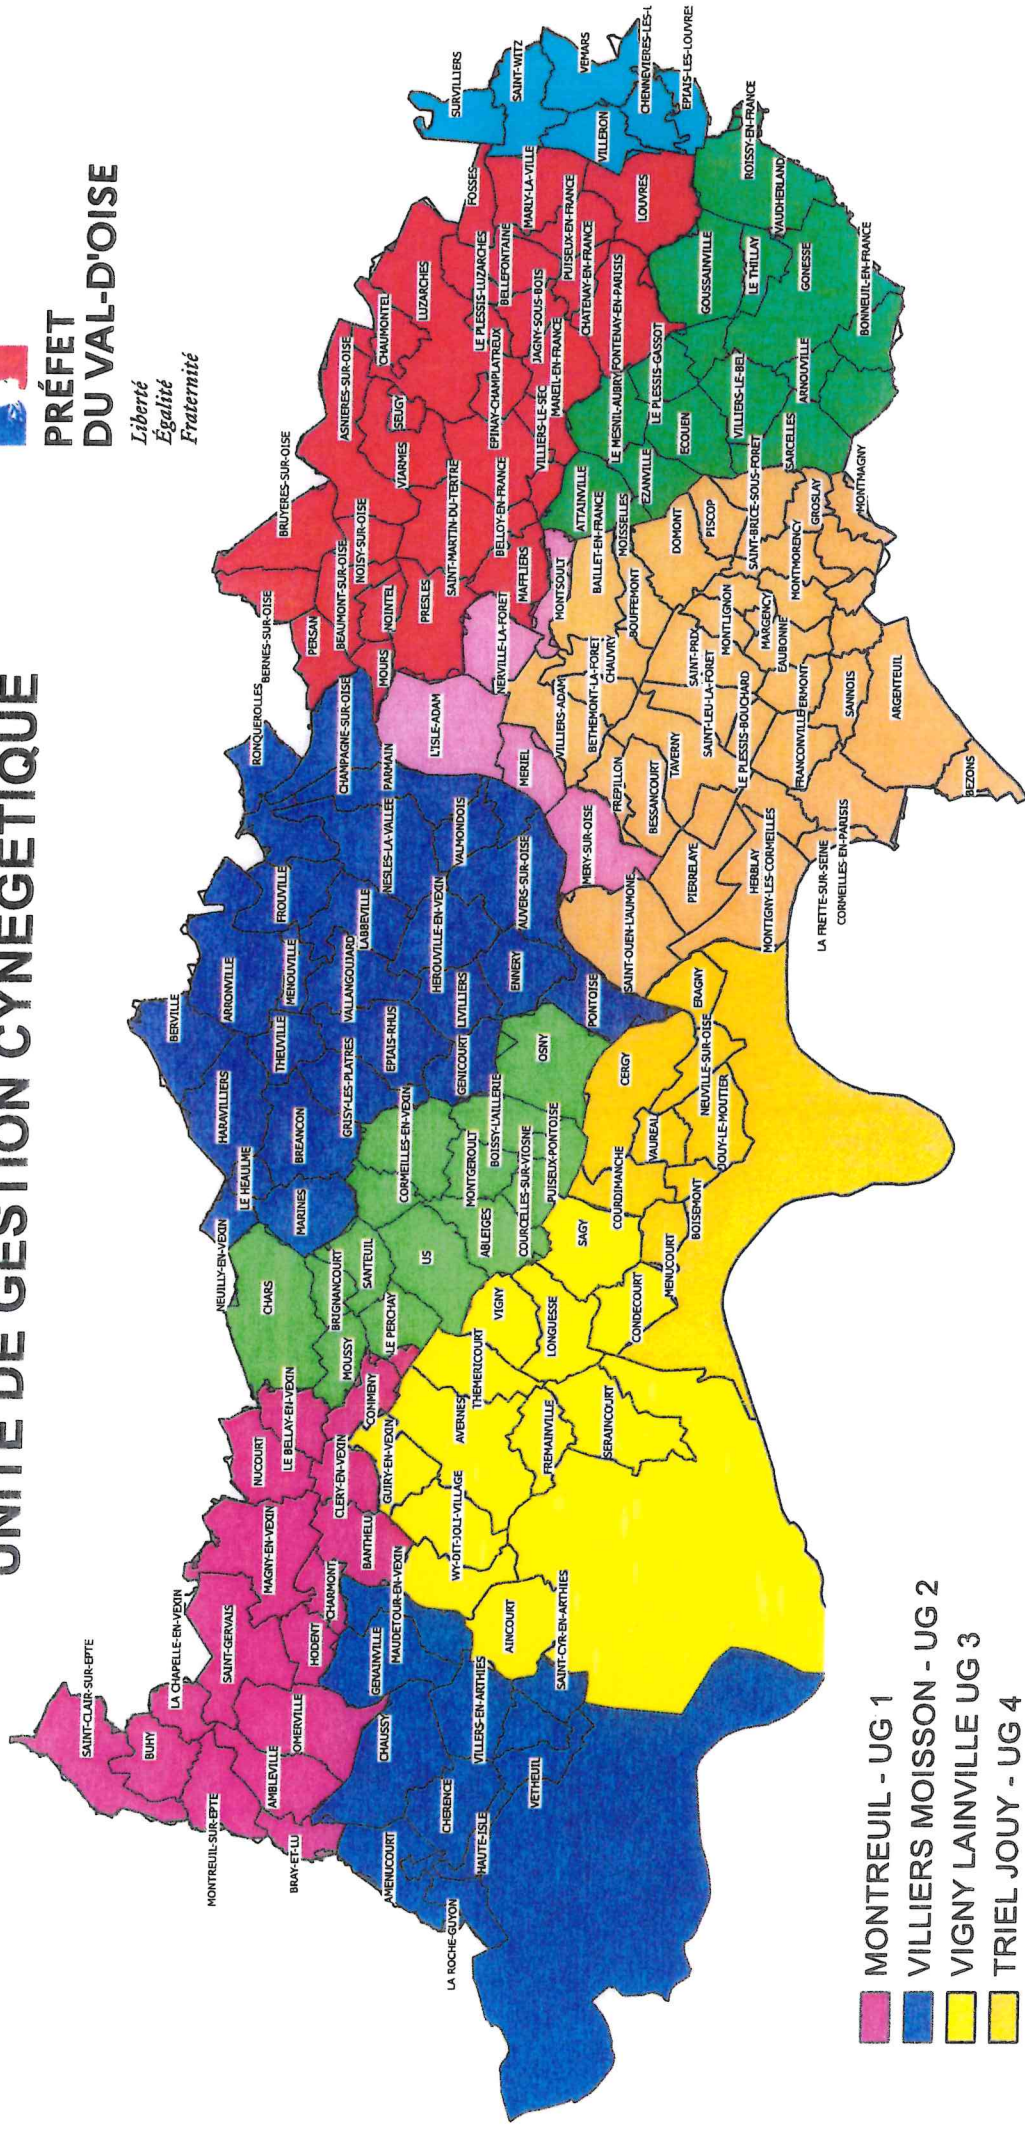 UNITE DE GESTION CYNEGETIQUE
PRÉFET
DU VAL-D'OISE
Liberté
Égalité
Fraternité
SAINT-CLAIR-SUR-EPTE
BUHY
LA CHAPELLE-EN-VEXIN
MONTREUIL-SUR-EPTE
SAINT-GERVAIS
AMBLEVILLE
OMERVILLE
BRAY-ET-LU
HODENT
CHARMONT
MAGNY-EN-VEXIN
NUCOURT
LE BELLAY-EN-VEXIN
CLERY-EN-VEXIN
BANTHELU
COMMENY
GENAINVILLE
MAUDETOUR-EN-VEXIN
CHAUSSY
AMENUCOURT
CHERENCE
LA ROCHE-GUYON
HAUTE-ISLE
VILLERS-EN-ARTHIES
VETHEUIL
SAINT-CYR-EN-ARTHIES
AINCOURT
WY-DIT-JOLI-VILLAGE
GUIRY-EN-VEXIN
AVERNES
THEMERICOURT
FREMAINVILLE
SERAINCOURT
VIGNY
LONGUESSE
CONDECOURT
SAGY
MENUCOURT
COURDIMANCHE
BOISEMONT
VAUREAL
JOUY-LE-MOUTIER
NEUVILLE-SUR-OISE
CERGY
ERAGNY
CHARS
BRIGNANCOURT
MOUSSY
SANTEUIL
LE PERCHAY
US
ABLEIGES
COURCELLES-SUR-VIOSNE
MONTGEROULT
CORMEILLES-EN-VEXIN
BOISSY-L'AILLERIE
PUISEUX-PONTOISE
OSNY
NEUILLY-EN-VEXIN
LE HEAULME
MARINES
HARAVILLIERS
BREANCON
BERVILLE
ARRONVILLE
THEUVILLE
GRISY-LES-PLATRES
MENOUVILLE
VALLANGOUJARD
EPIAIS-RHUS
GENICOURT
LIVILLIERS
HEROUVILLE-EN-VEXIN
ENNERY
PONTOISE
FROUVILLE
LABBEVILLE
NESLES-LA-VALLEE
VALMONDOIS
AUVERS-SUR-OISE
PARMAIN
CHAMPAGNE-SUR-OISE
RONQUEROLLES
L'ISLE-ADAM
NERVILLE-LA-FORET
MERIEL
MERY-SUR-OISE
MONTSOULT
BERNES-SUR-OISE
BRUYERES-SUR-OISE
PERSAN
BEAUMONT-SUR-OISE
NOISY-SUR-OISE
MOURS
NOINTEL
PRESLES
SAINT-MARTIN-DU-TERTRE
MAFFLIERS
BELLOY-EN-FRANCE
VIARMES
ASNIERES-SUR-OISE
SEUGY
CHAUMONTEL
LUZARCHES
EPINAY-CHAMPLATREUX
LE PLESSIS-LUZARCHES
BELLEFONTAINE
JAGNY-SOUS-BOIS
MAREIL-EN-FRANCE
VILLIERS-LE-SEC
FOSSES
MARLY-LA-VILLE
PUISEUX-EN-FRANCE
CHATENAY-EN-FRANCE
FONTENAY-EN-PARISIS
LE MESNIL-AUBRY
LOUVRES
SURVILLIERS
SAINT-WITZ
VEMARS
VILLERON
CHENNEVIERES-LES-L
EPIAIS-LES-LOUVRES
ROISSY-EN-FRANCE
VAUDHERLAND
GOUSSAINVILLE
LE THILLAY
GONESSE
BONNEUIL-EN-FRANCE
LE PLESSIS-GASSOT
VILLIERS-LE-BEL
ARNOUVILLE
ECOUEN
EZANVILLE
SARCELLES
ATTAINVILLE
MOISSELLES
BAILLET-EN-FRANCE
DOMONT
PISCOP
SAINT-BRICE-SOUS-FORET
GROSLAY
MONTMAGNY
MONTMORENCY
BOUFFEMONT
CHAUVRY
BETHEMONT-LA-FORET
VILLIERS-ADAM
FREPILLON
BESSANCOURT
TAVERNY
SAINT-PRIX
SAINT-LEU-LA-FORET
MONTLIGNON
MARGENCY
EAUBONNE
ERMONT
LE PLESSIS-BOUCHARD
FRANCONVILLE
SANNOIS
ARGENTEUIL
BEZONS
SAINT-OUEN-L'AUMONE
PIERRELAYE
HERBLAY
MONTIGNY-LES-CORMEILLES
LA FRETTE-SUR-SEINE
CORMEILLES-EN-PARISIS
MONTREUIL - UG 1
VILLIERS MOISSON - UG 2
VIGNY LAINVILLE UG 3
TRIEL JOUY - UG 4